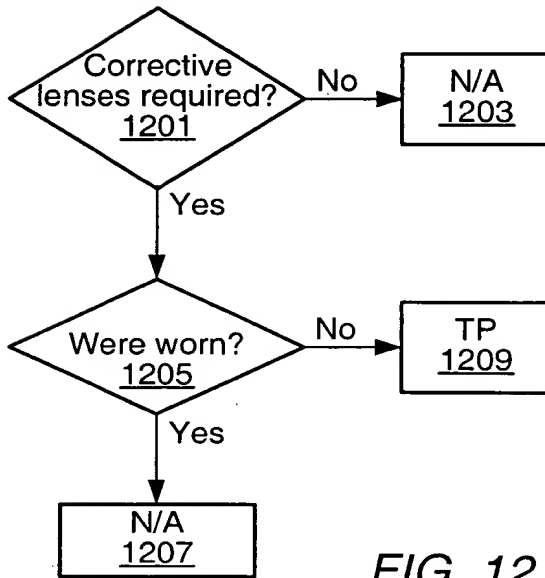 Corrective
lenses required?
1201
No
N/A
1203
Yes
Were worn?
1205
No
TP
1209
Yes
N/A
1207
FIG. 12